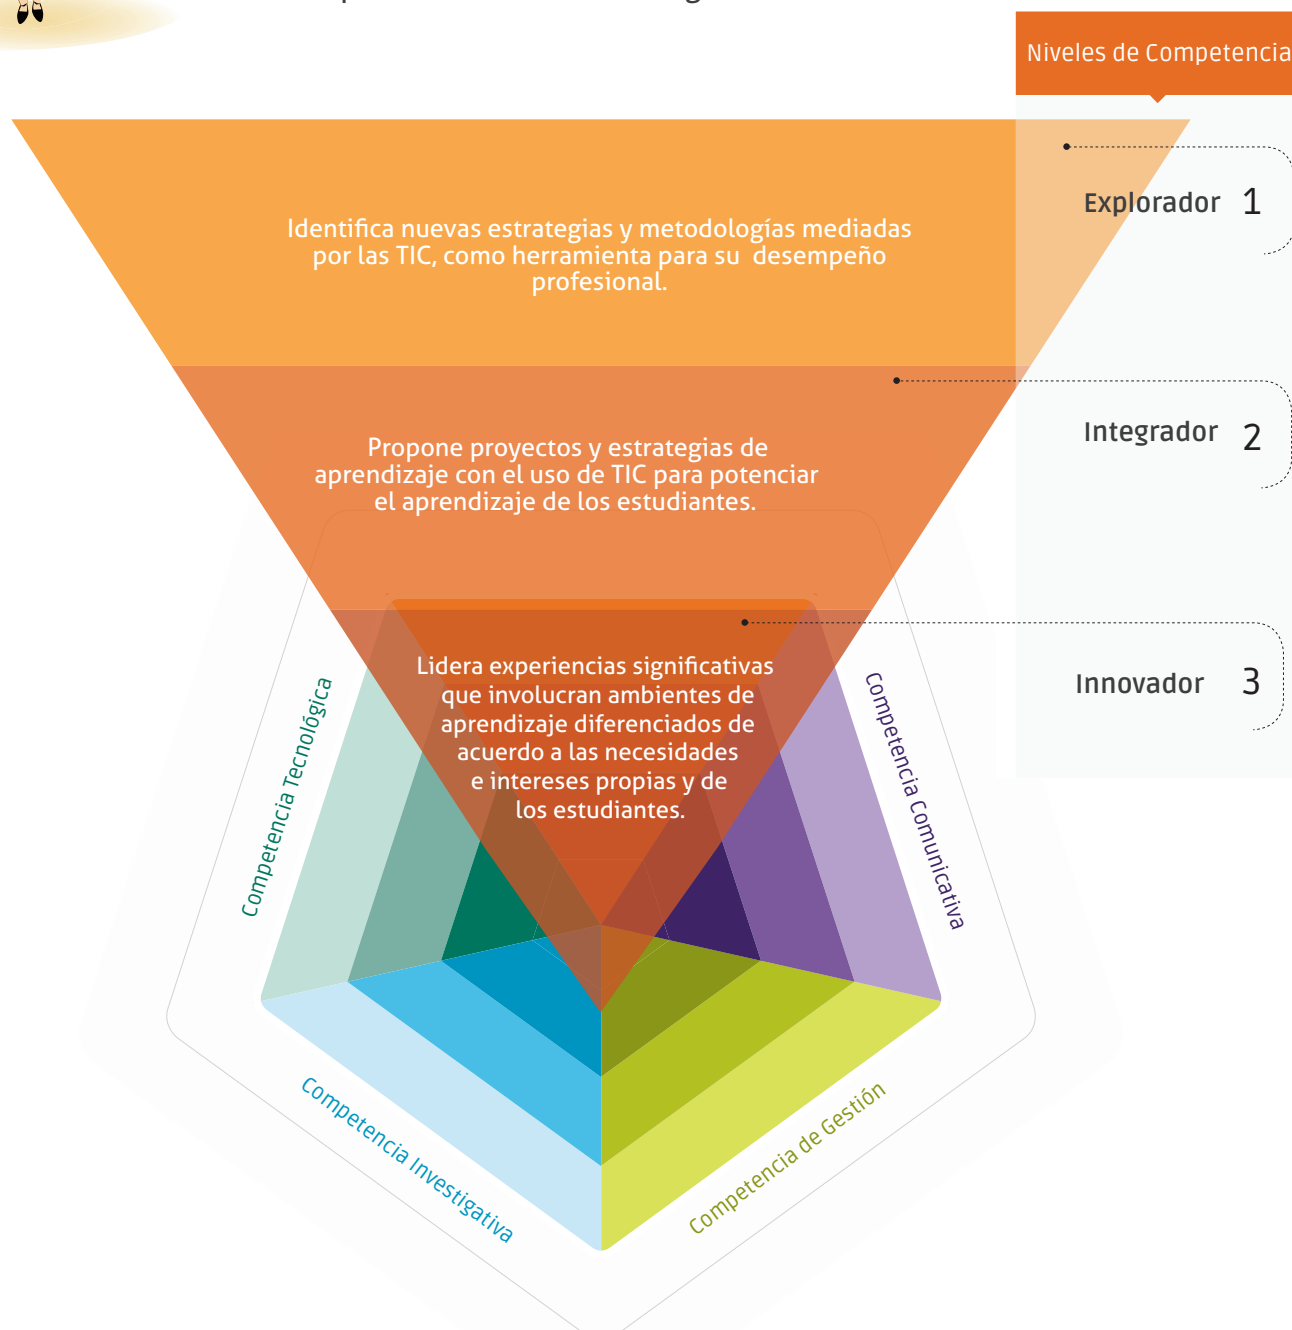 Niveles de Competencia
Identifica nuevas estrategias y metodologías mediadas
por las TIC, como herramienta para su desempeño
profesional.
Explorador 1
Propone proyectos y estrategias de
aprendizaje con el uso de TIC para potenciar
el aprendizaje de los estudiantes.
Integrador 2
Lidera experiencias significativas
que involucran ambientes de
aprendizaje diferenciados de
acuerdo a las necesidades
e intereses propias y de
los estudiantes.
Innovador 3
Competencia Tecnológica
Competencia Comunicativa
Competencia Investigativa
Competencia de Gestión